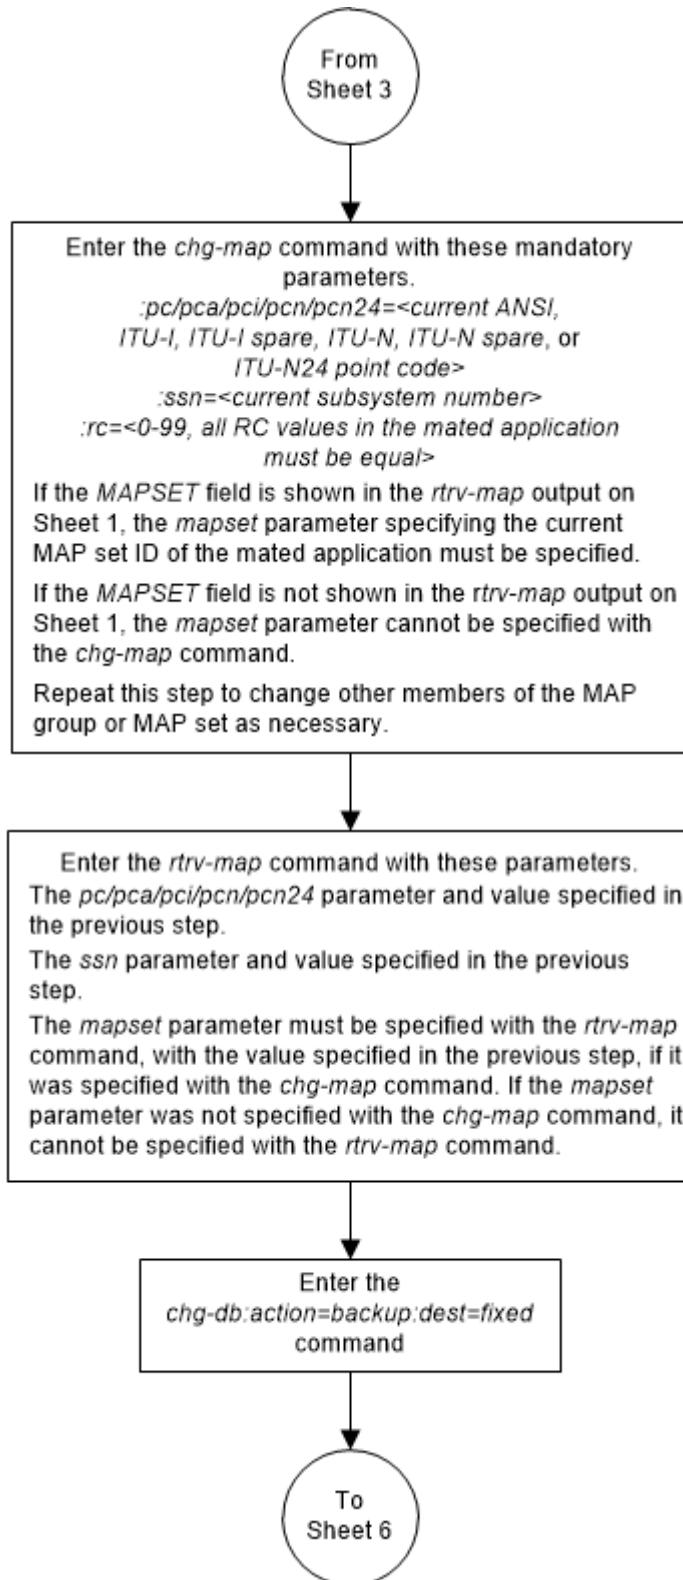 From
Sheet 3
Enter the chg-map command with these mandatory
parameters.
:pc/pca/pci/pcn/pcn24=<current ANSI,
ITU-I, ITU-I spare, ITU-N, ITU-N spare, or
ITU-N24 point code>
:ssn=<current subsystem number>
:rc=<0-99, all RC values in the mated application
must be equal>
If the MAPSET field is shown in the rtrv-map output on
Sheet 1, the mapset parameter specifying the current
MAP set ID of the mated application must be specified.
If the MAPSET field is not shown in the rtrv-map output on
Sheet 1, the mapset parameter cannot be specified with
the chg-map command.
Repeat this step to change other members of the MAP
group or MAP set as necessary.
Enter the rtrv-map command with these parameters.
The pc/pca/pci/pcn/pcn24 parameter and value specified in
the previous step.
The ssn parameter and value specified in the previous
step.
The mapset parameter must be specified with the rtrv-map
command, with the value specified in the previous step, if it
was specified with the chg-map command. If the mapset
parameter was not specified with the chg-map command, it
cannot be specified with the rtrv-map command.
Enter the
chg-db:action=backup:dest=fixed
command
To
Sheet 6